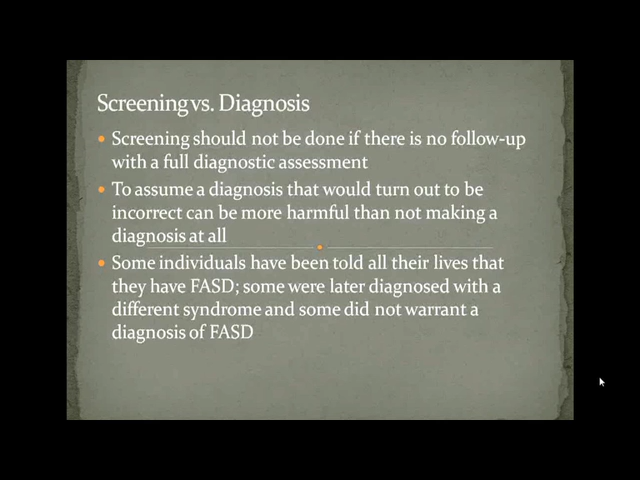 Screening vs. Diagnosis
Screening should not be done if there is no follow-up
with a full diagnostic assessment
To assume a diagnosis that would turn out to be
incorrect can be more harmful than not making a
diagnosis at all
Some individuals have been told all their lives that
they have FASD; some were later diagnosed with a
different syndrome and some did not warrant a
diagnosis of FASD